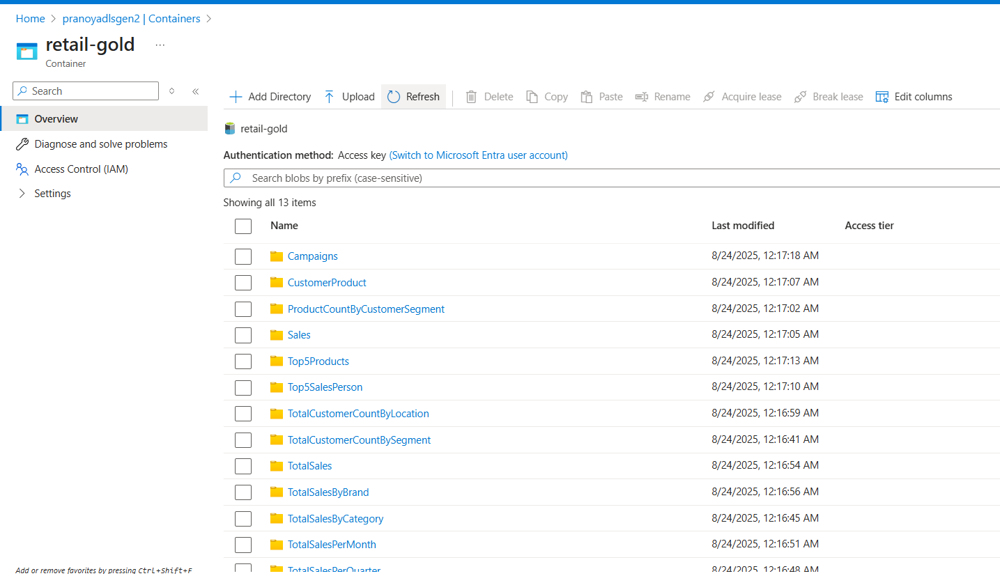 Home > pranoyadlsgen2 | Containers >
retail-gold ...
Container
Search
Overview
Diagnose and solve problems
Access Control (IAM)
Settings
Add or remove favorites by pressing Ctrl+Shift+F
Add Directory Upload Refresh Delete Copy Paste Rename Acquire lease Break lease Edit columns
retail-gold
Authentication method: Access key (Switch to Microsoft Entra user account)
Search blobs by prefix (case-sensitive)
Showing all 13 items
Name Last modified Access tier
Campaigns 8/24/2025, 12:17:18 AM
CustomerProduct 8/24/2025, 12:17:07 AM
ProductCountByCustomerSegment 8/24/2025, 12:17:02 AM
Sales 8/24/2025, 12:17:05 AM
Top5Products 8/24/2025, 12:17:13 AM
Top5SalesPerson 8/24/2025, 12:17:10 AM
TotalCustomerCountByLocation 8/24/2025, 12:16:59 AM
TotalCustomerCountBySegment 8/24/2025, 12:16:41 AM
TotalSales 8/24/2025, 12:16:54 AM
TotalSalesByBrand 8/24/2025, 12:16:56 AM
TotalSalesByCategory 8/24/2025, 12:16:45 AM
TotalSalesPerMonth 8/24/2025, 12:16:51 AM
TotalSalesPerQuarter 8/24/2025, 12:16:48 AM